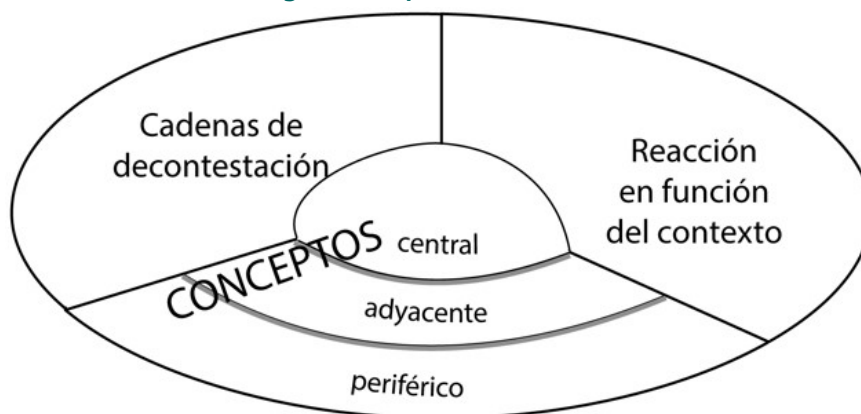 Cadenas de
decontestación
Reacción
en función
del contexto
CONCEPTOS
central
adyacente
periférico